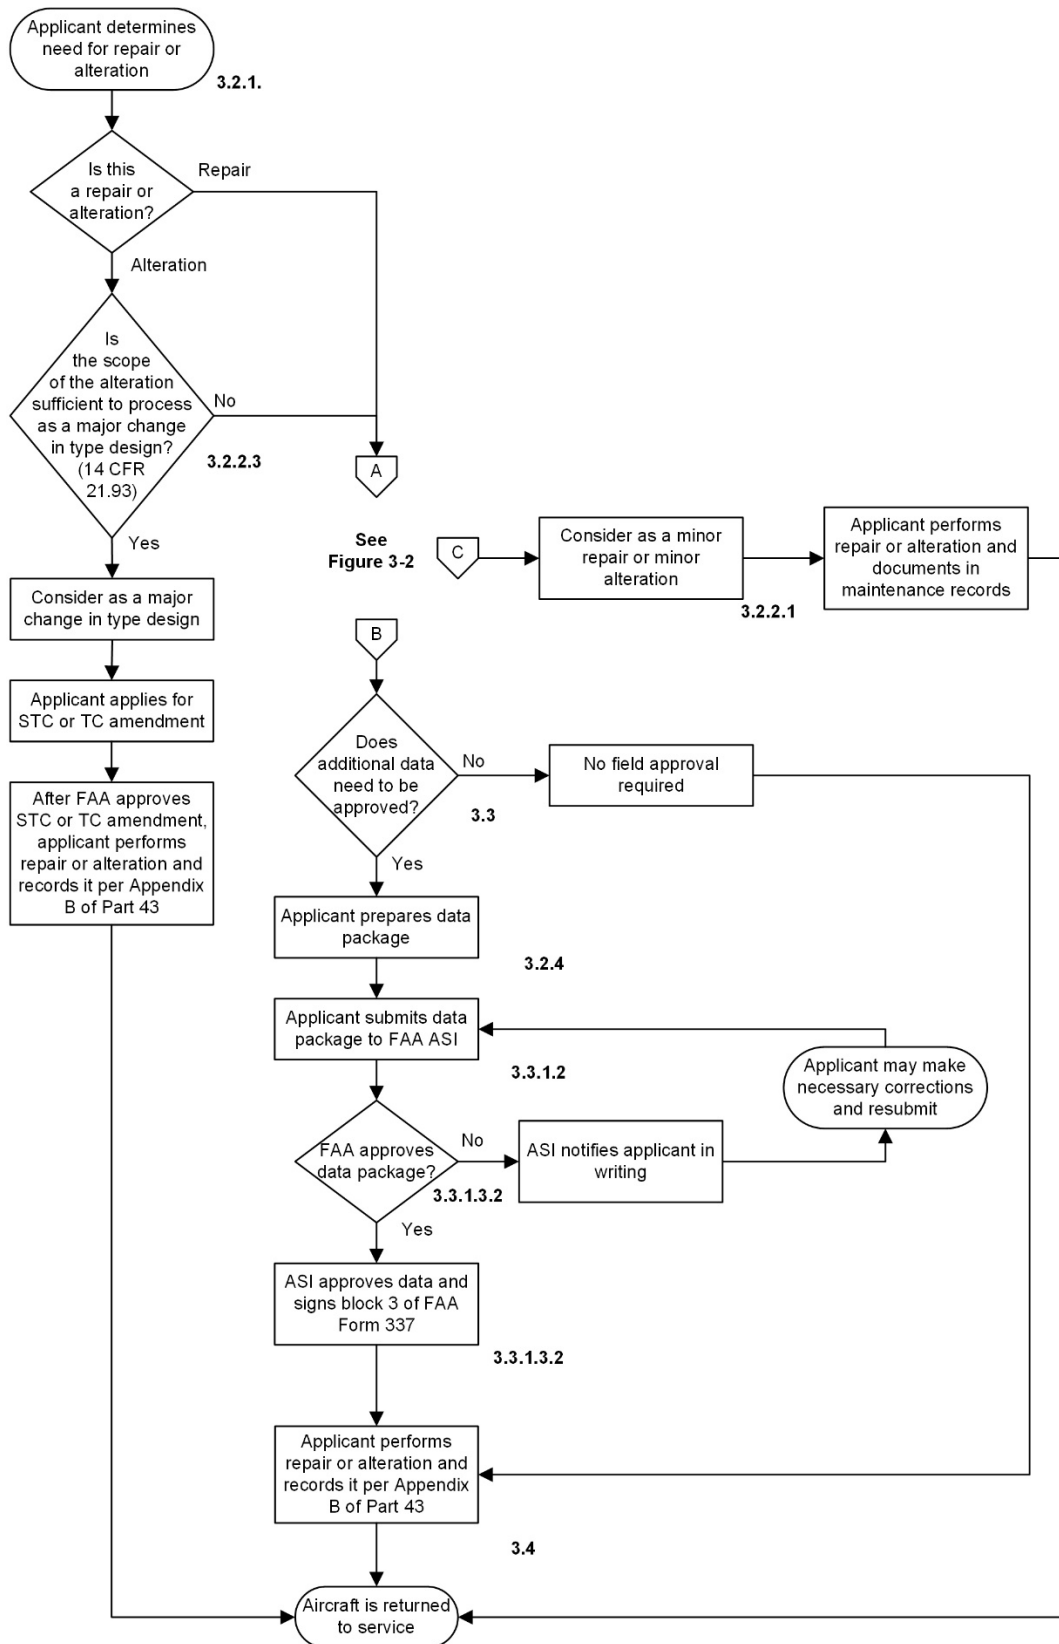 Applicant determines
need for repair or
alteration
3.2.1.
Is this
a repair or
alteration?
Repair
Alteration
Is
the scope
of the alteration
sufficient to process
as a major change
in type design?
(14 CFR
21.93)
No
3.2.2.3
Yes
A
See
Figure 3-2
C
Consider as a minor
repair or minor
alteration
3.2.2.1
Applicant performs
repair or alteration and
documents in
maintenance records
Consider as a major
change in type design
Applicant applies for
STC or TC amendment
After FAA approves
STC or TC amendment,
applicant performs
repair or alteration and
records it per Appendix
B of Part 43
B
Does
additional data
need to be
approved?
No
3.3
No field approval
required
Yes
Applicant prepares data
package
3.2.4
Applicant submits data
package to FAA ASI
3.3.1.2
Applicant may make
necessary corrections
and resubmit
FAA approves
data package?
No
3.3.1.3.2
ASI notifies applicant in
writing
Yes
ASI approves data and
signs block 3 of FAA
Form 337
3.3.1.3.2
Applicant performs
repair or alteration and
records it per Appendix
B of Part 43
3.4
Aircraft is returned
to service